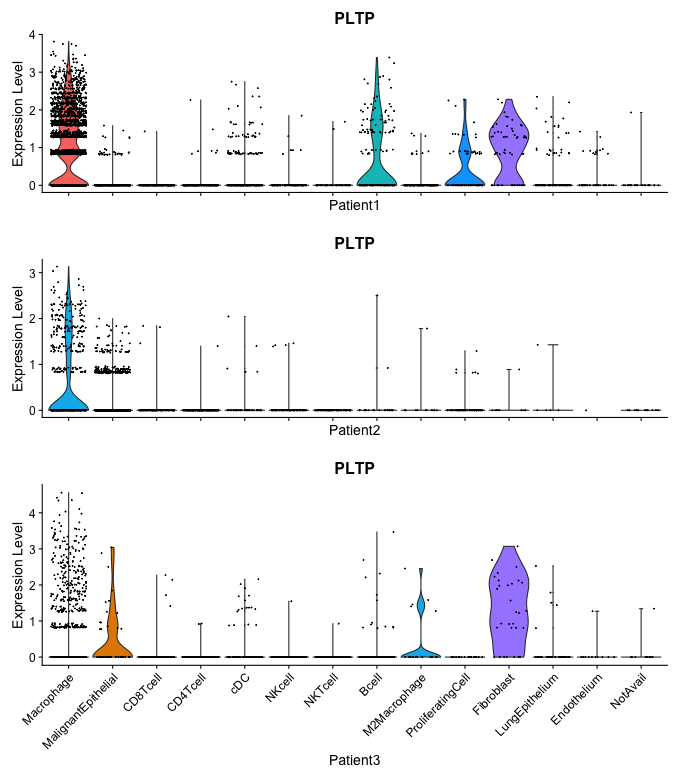 PLTP
Expression Level
4
3
2
1
0
Patient1
PLTP
Expression Level
3
2
1
0
Patient2
PLTP
Expression Level
4
3
2
1
0
Macrophage
MalignantEpithelial
CD8Tcell
CD4Tcell
cDC
NKcell
NKTcell
Bcell
M2Macrophage
ProliferatingCell
Fibroblast
LungEpithelium
Endothelium
NotAvail
Patient3